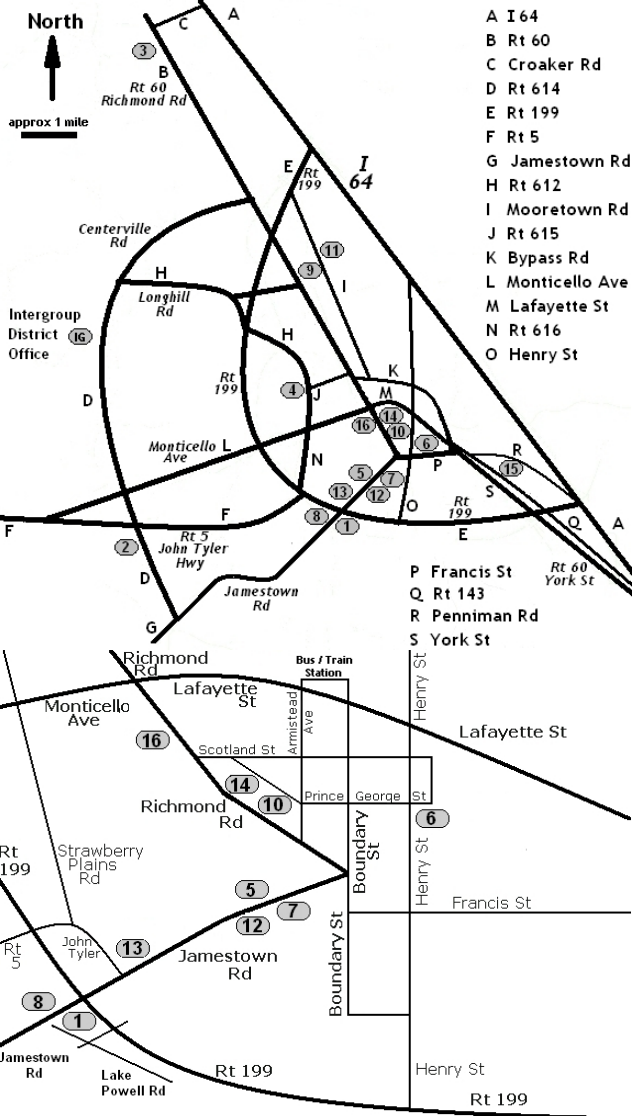 North
approx 1 mile
A I 64
B Rt 60
C Croaker Rd
D Rt 614
E Rt 199
F Rt 5
G Jamestown Rd
H Rt 612
I Mooretown Rd
J Rt 615
K Bypass Rd
L Monticello Ave
M Lafayette St
N Rt 616
O Henry St
C
A
3
B
Rt 60
Richmond Rd
E
Rt
199
I
64
Centerville
Rd
11
9
H
I
Longhill
Rd
Intergroup
District
Office
IG
H
K
Rt
199
4
J
M
D
14
16
10
6
Monticello
Ave
L
R
P
15
N
5
7
S
13
12
Rt
199
O
F
F
8
1
E
Q
A
Rt 5
John Tyler
Hwy
2
Rt 60
York St
D
Jamestown
Rd
G
P Francis St
Q Rt 143
R Penniman Rd
S York St
Richmond
Rd
Bus / Train
Station
Henry St
Lafayette
St
Monticello
Ave
Armistead
Ave
Lafayette St
16
Scotland St
14
10
Prince George St
Richmond
Rd
6
Boundary
St
Henry St
Rt
199
Strawberry
Plains
Rd
5
7
12
Francis St
Boundary St
Rt
5
John
Tyler
13
Jamestown
Rd
8
1
Jamestown
Rd
Lake
Powell Rd
Rt 199
Henry St
Rt 199